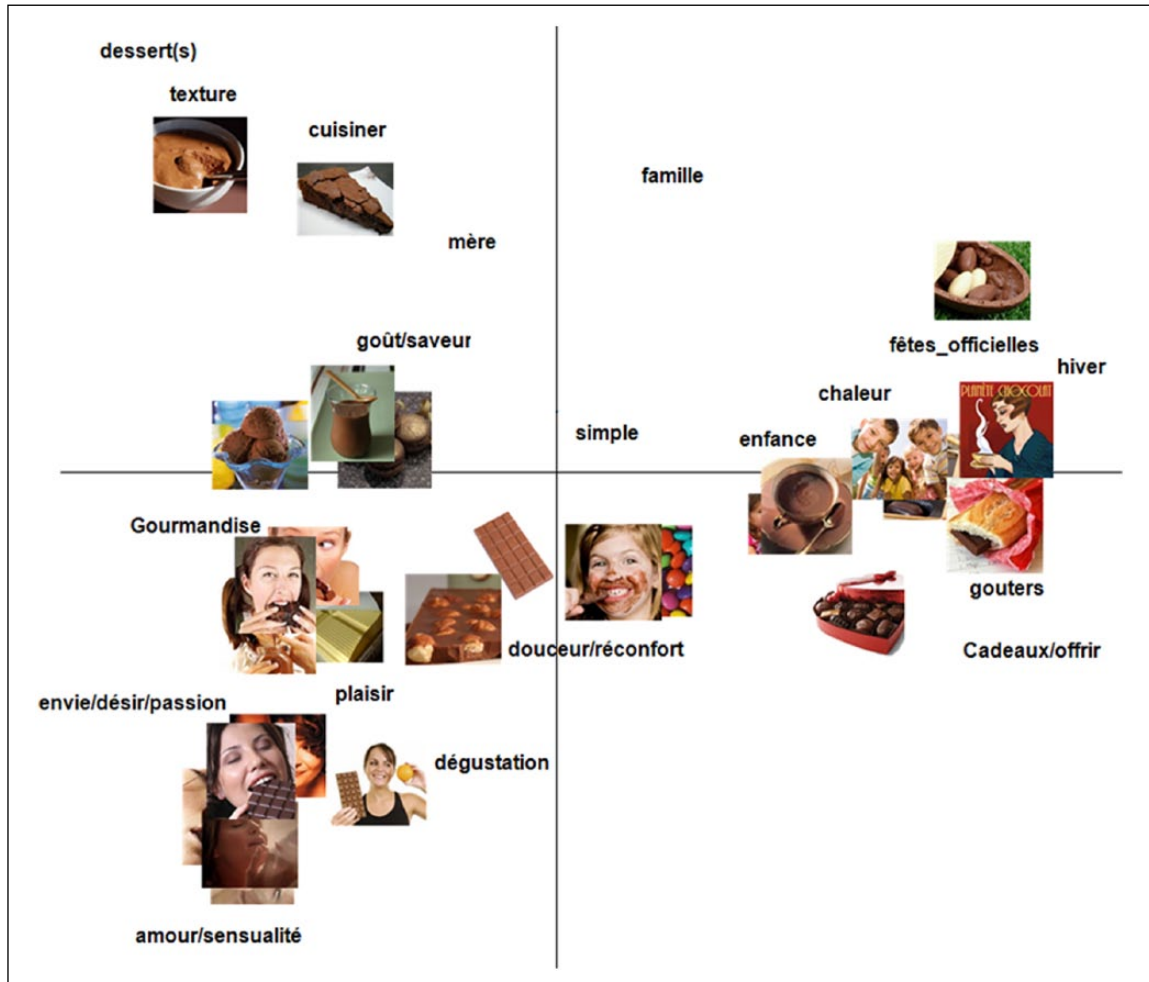 dessert(s)
texture
cuisiner
famille
mère
goût/saveur
fêtes_officielles
hiver
chaleur
PLANÈTE CHOCOLAT
simple
enfance
Gourmandise
gouters
douceur/réconfort
Cadeaux/offrir
envie/désir/passion
plaisir
dégustation
amour/sensualité